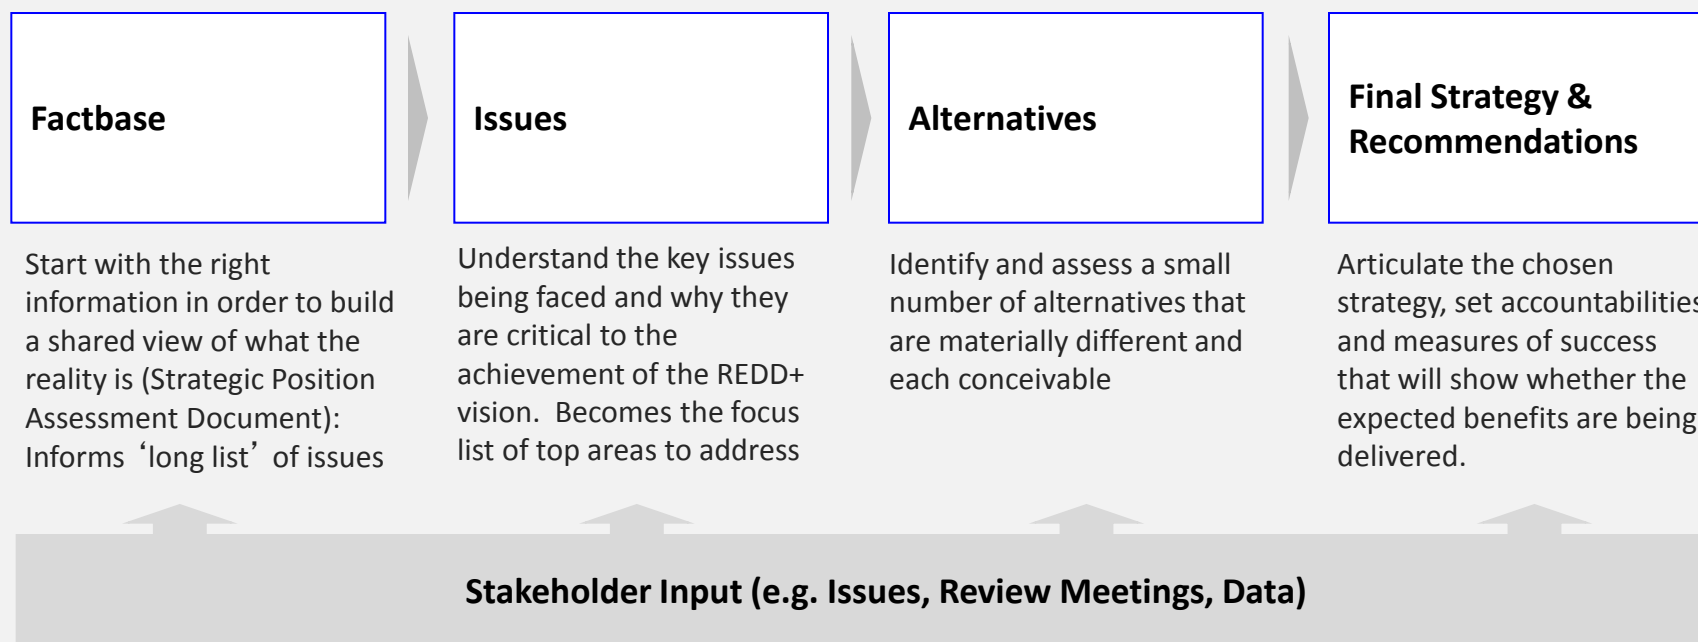 Factbase
Issues
Alternatives
Final Strategy &
Recommendations
Start with the right
information in order to build
a shared view of what the
reality is (Strategic Position
Assessment Document):
Informs ‘long list’ of issues
Understand the key issues
being faced and why they
are critical to the
achievement of the REDD+
vision.  Becomes the focus
list of top areas to address
Identify and assess a small
number of alternatives that
are materially different and
each conceivable
Articulate the chosen
strategy, set accountabilities
and measures of success
that will show whether the
expected benefits are being
delivered.
Stakeholder Input (e.g. Issues, Review Meetings, Data)